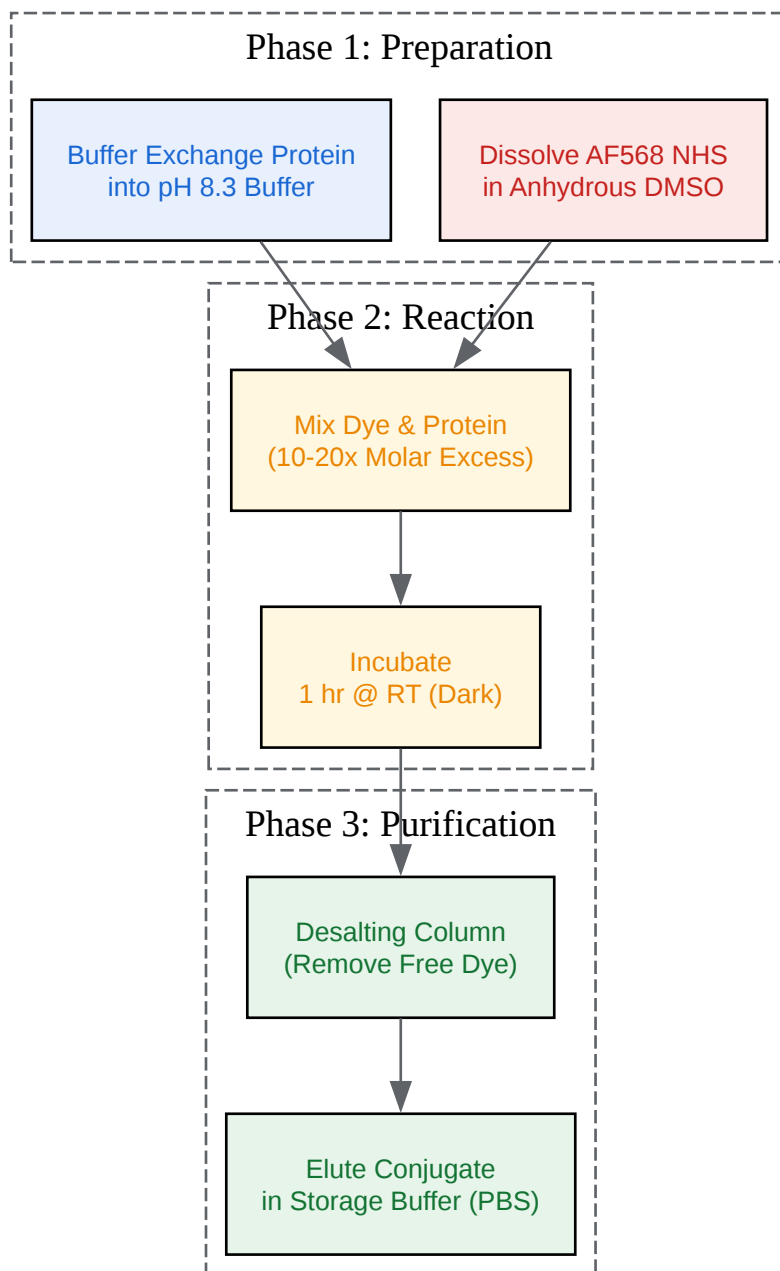 Phase 1: Preparation
Buffer Exchange Protein
into pH 8.3 Buffer
Dissolve AF568 NHS
in Anhydrous DMSO
Phase 2: Reaction
Mix Dye & Protein
(10-20x Molar Excess)
Incubate
1 hr @ RT (Dark)
Phase 3: Purification
Desalting Column
(Remove Free Dye)
Elute Conjugate
in Storage Buffer (PBS)